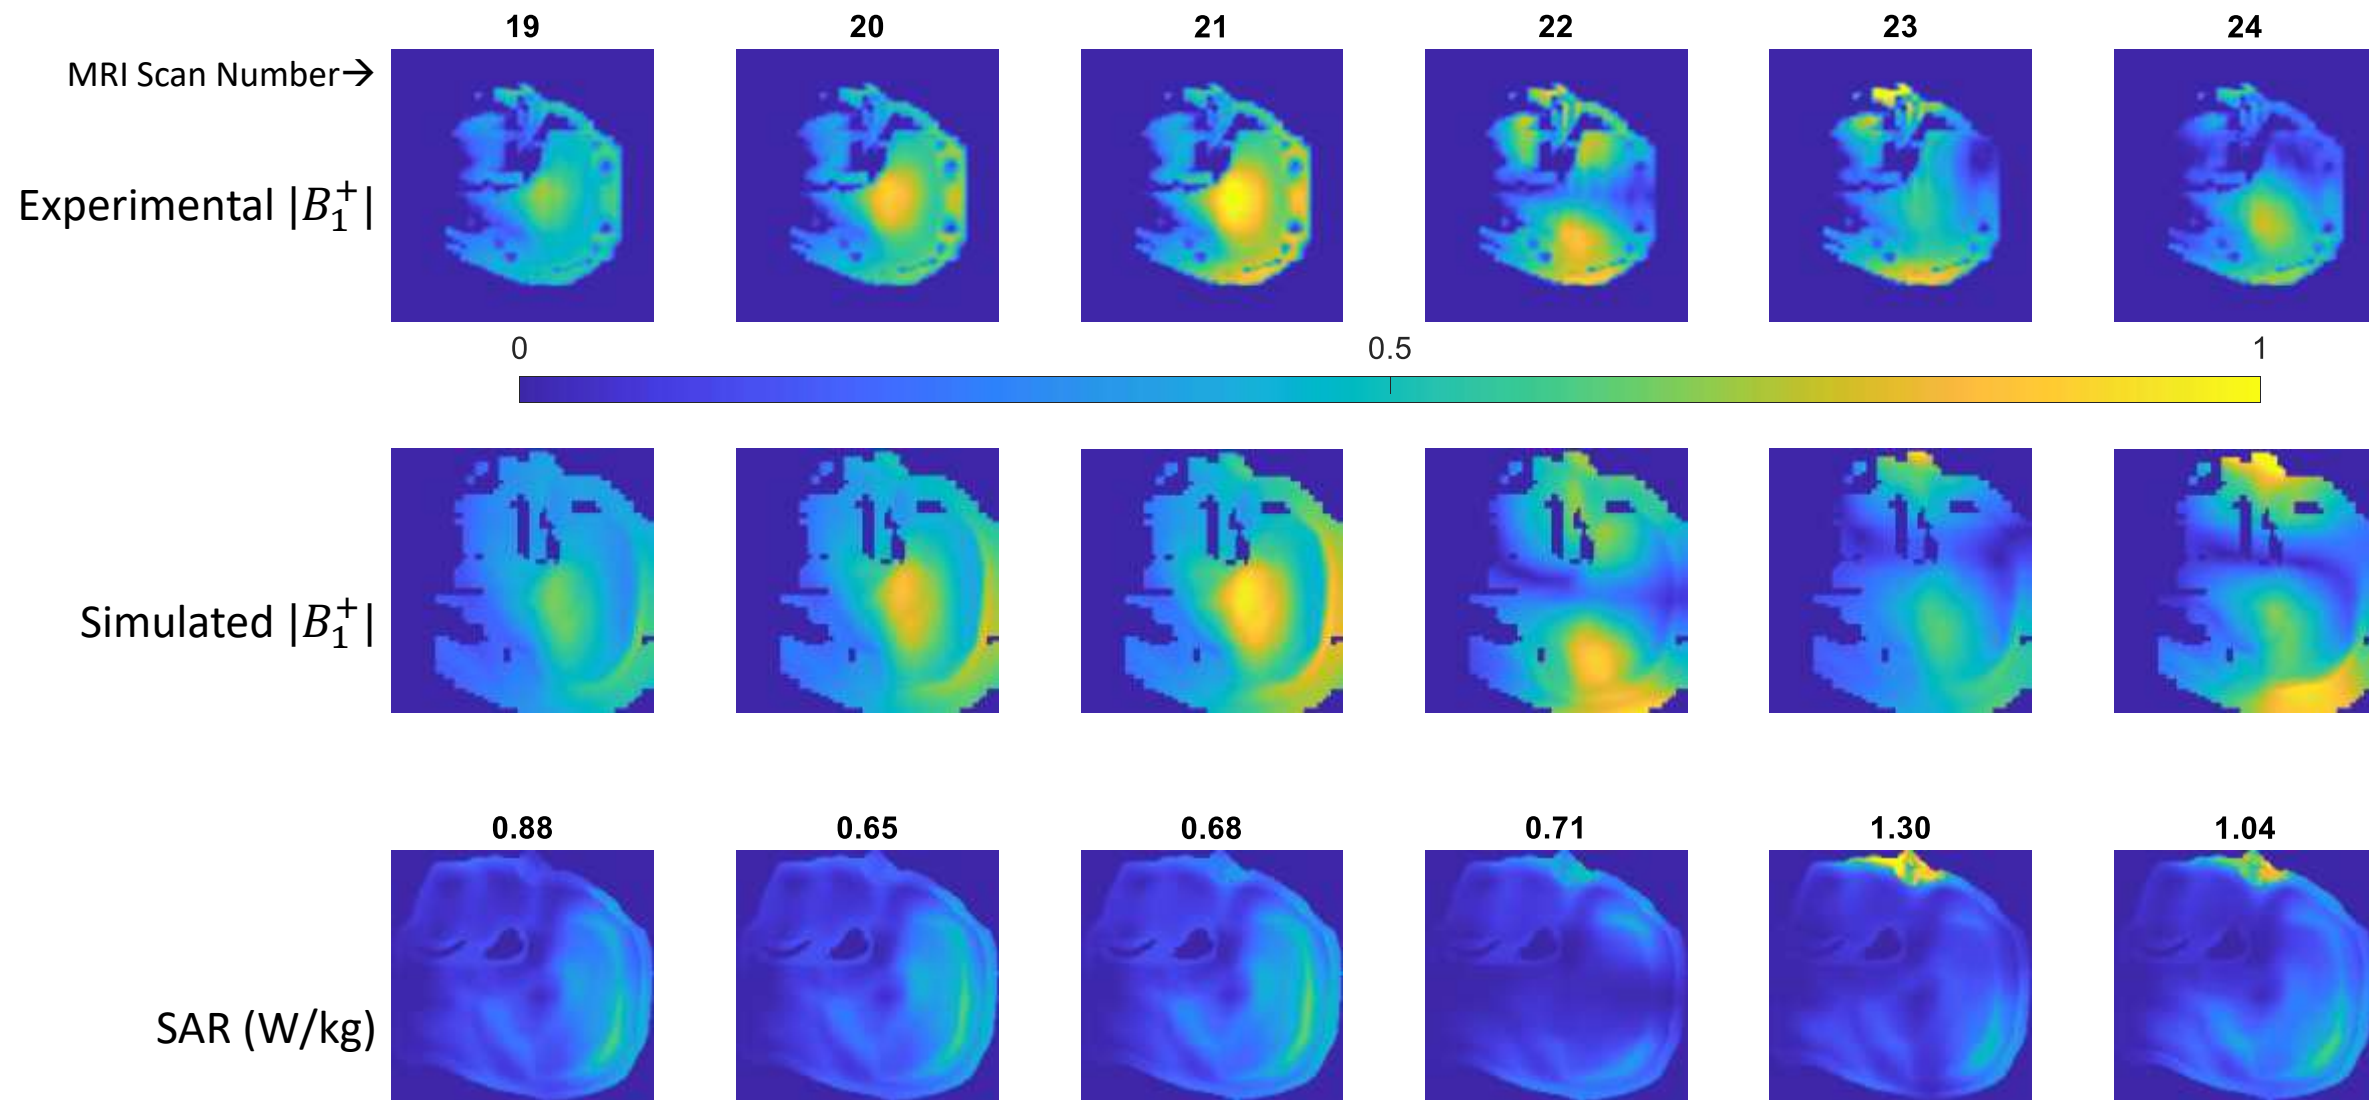 19 20 21 22 23 24
MRI Scan Number→
Experimental |B₁⁺|
0 0.5 1
Simulated |B₁⁺|
0.88 0.65 0.68 0.71 1.30 1.04
SAR (W/kg)